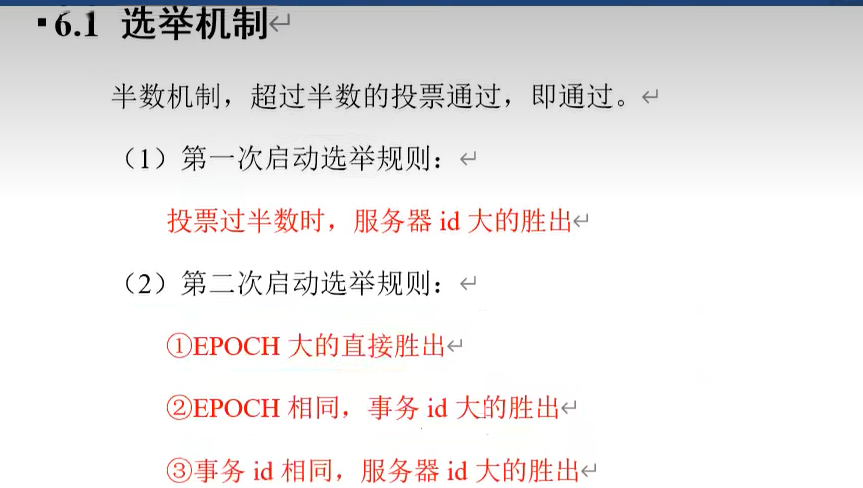 6.1 选举机制
半数机制，超过半数的投票通过，即通过。
（1）第一次启动选举规则：
投票过半数时，服务器 id 大的胜出
（2）第二次启动选举规则：
①EPOCH 大的直接胜出
②EPOCH 相同，事务 id 大的胜出
③事务 id 相同，服务器 id 大的胜出